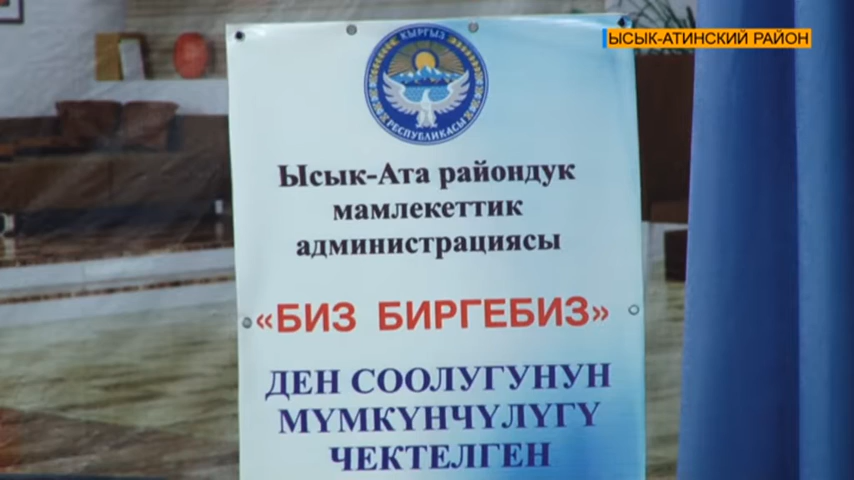 ЫСЫК-АТИНСКИЙ РАЙОН
КЫРГЫЗ
РЕСПУБЛИКАСЫ
Ысык-Ата райондук
мамлекеттик
администрациясы
«БИЗ БИРГЕБИЗ»
ДЕН СООЛУГУНУН
МҮМКҮНЧҮЛҮГҮ
ЧЕКТЕЛГЕН